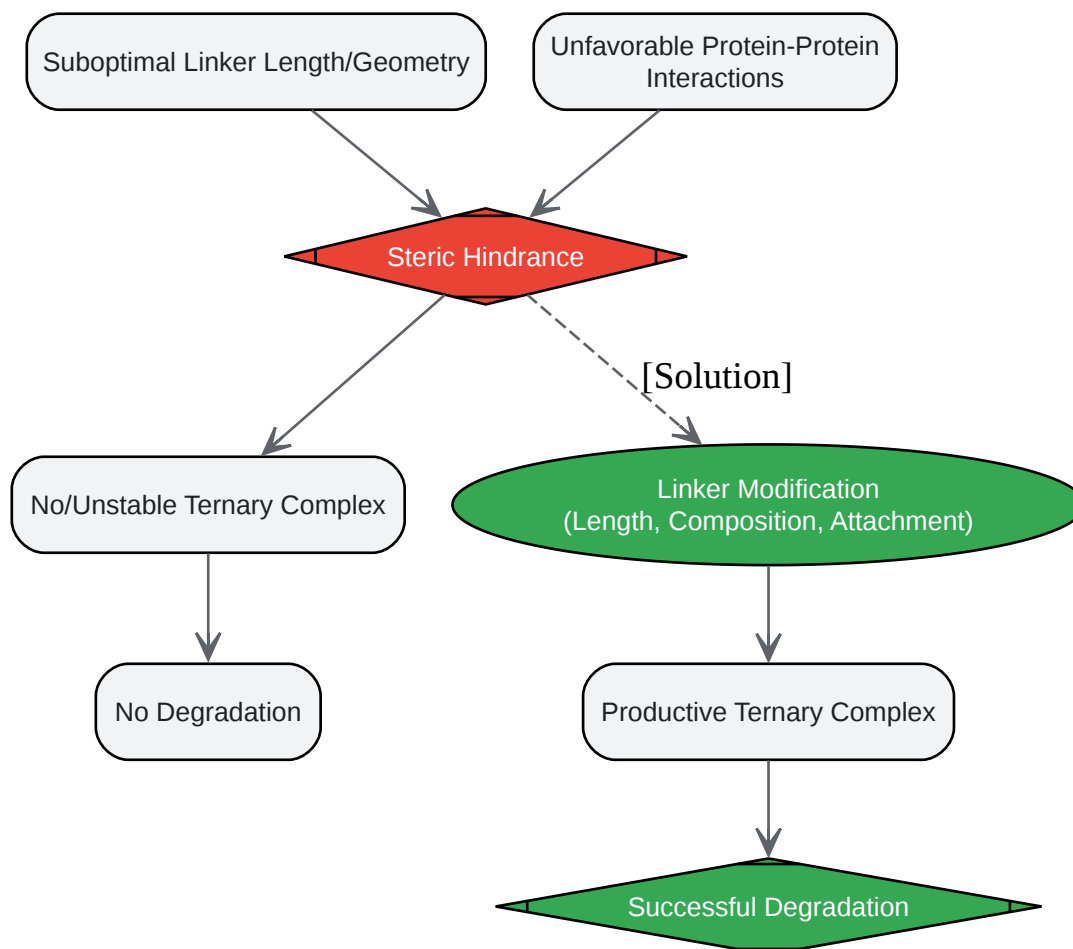 Suboptimal Linker Length/Geometry
Unfavorable Protein-Protein
Interactions
Steric Hindrance
[Solution]
No/Unstable Ternary Complex
Linker Modification
(Length, Composition, Attachment)
No Degradation
Productive Ternary Complex
Successful Degradation